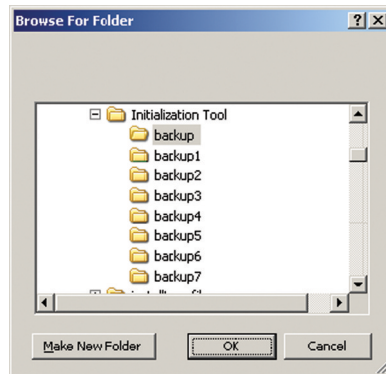 Browse For Folder
Initialization Tool
backup
backup1
backup2
backup3
backup4
backup5
backup6
backup7
Make New Folder
OK
Cancel